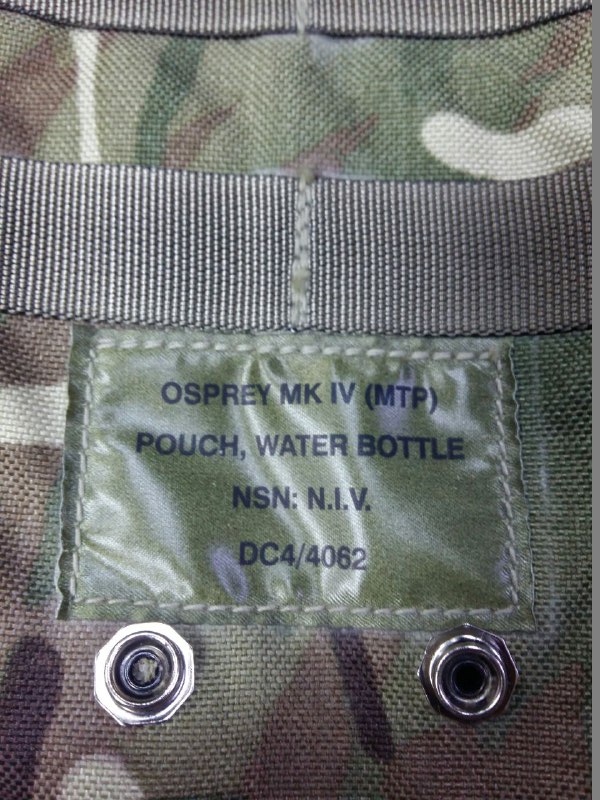 OSPREY MK IV (MTP)
POUCH, WATER BOTTLE
NSN: N.I.V.
DC4/4062